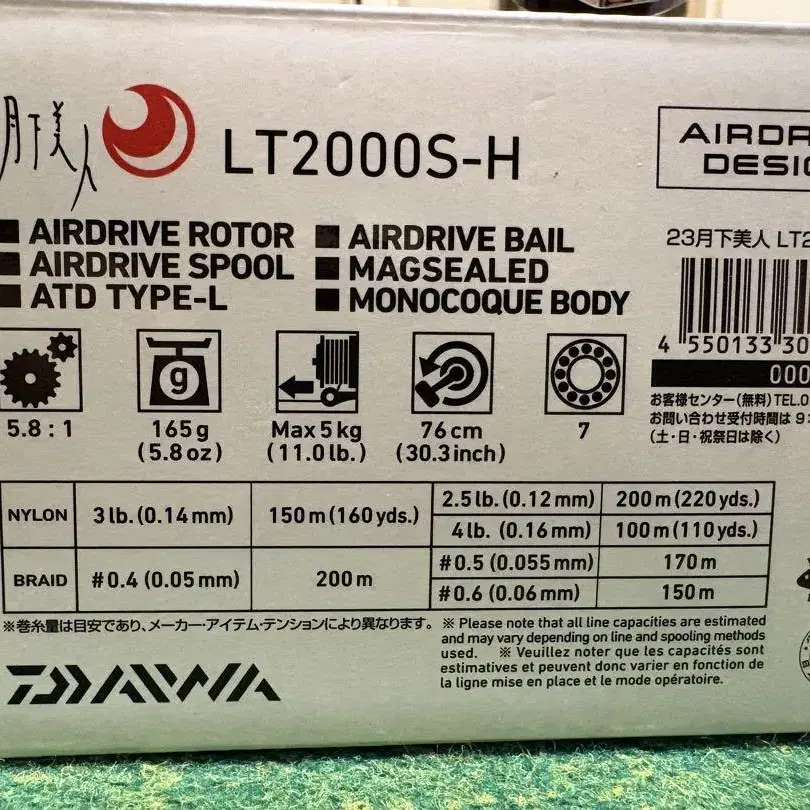 月下美人
LT2000S-H
AIRDR
DESI
AIRDRIVE ROTOR
AIRDRIVE BAIL
AIRDRIVE SPOOL
MAGSEALED
ATD TYPE-L
MONOCOQUE BODY
23月下美人 LT2
4 550133 30
000
お客様センター(無料)TEL.0
お問い合わせ受付時間は 9:
(土・日・祝祭日は除く)
g
5.8 : 1
165g
(5.8oz)
Max5kg
(11.0lb.)
76cm
(30.3inch)
7
NYLON 3lb.(0.14mm) 150m(160yds.) 2.5lb.(0.12mm) 200m(220yds.)
4lb. (0.16mm) 100m(110yds.)
BRAID #0.4(0.05mm) 200m #0.5(0.055mm) 170m
#0.6(0.06mm) 150m
※巻糸量は目安であり、メーカー・アイテム・テンションにより異なります。
※ Please note that all line capacities are estimated
and may vary depending on line and spooling methods
used. ※ Veuillez noter que les capacités sont
estimatives et peuvent donc varier en fonction de
la ligne mise en place et le mode opératoire.
DAIWA